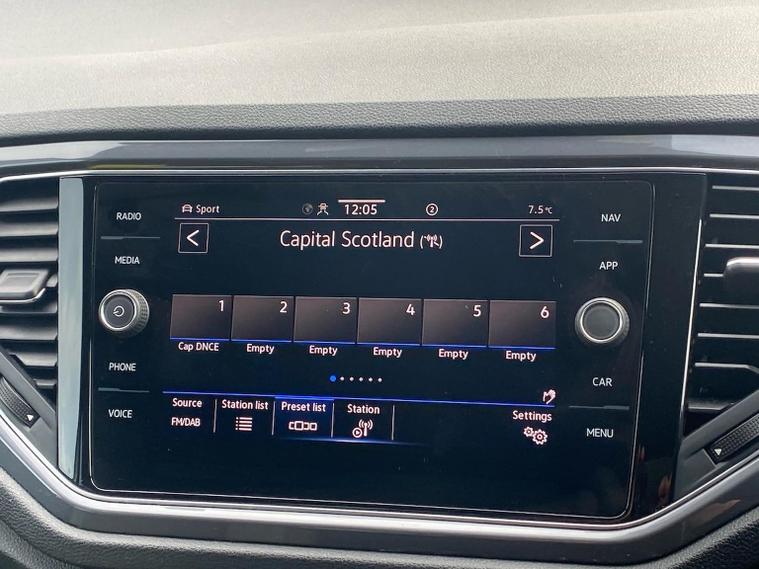 RADIO
MEDIA
PHONE
VOICE
Sport 12:05 2 7.5°C
Capital Scotland
1 2 3 4 5 6
Cap DNCE Empty Empty Empty Empty Empty
Source Station list Preset list Station Settings
FM/DAB
NAV
APP
CAR
MENU